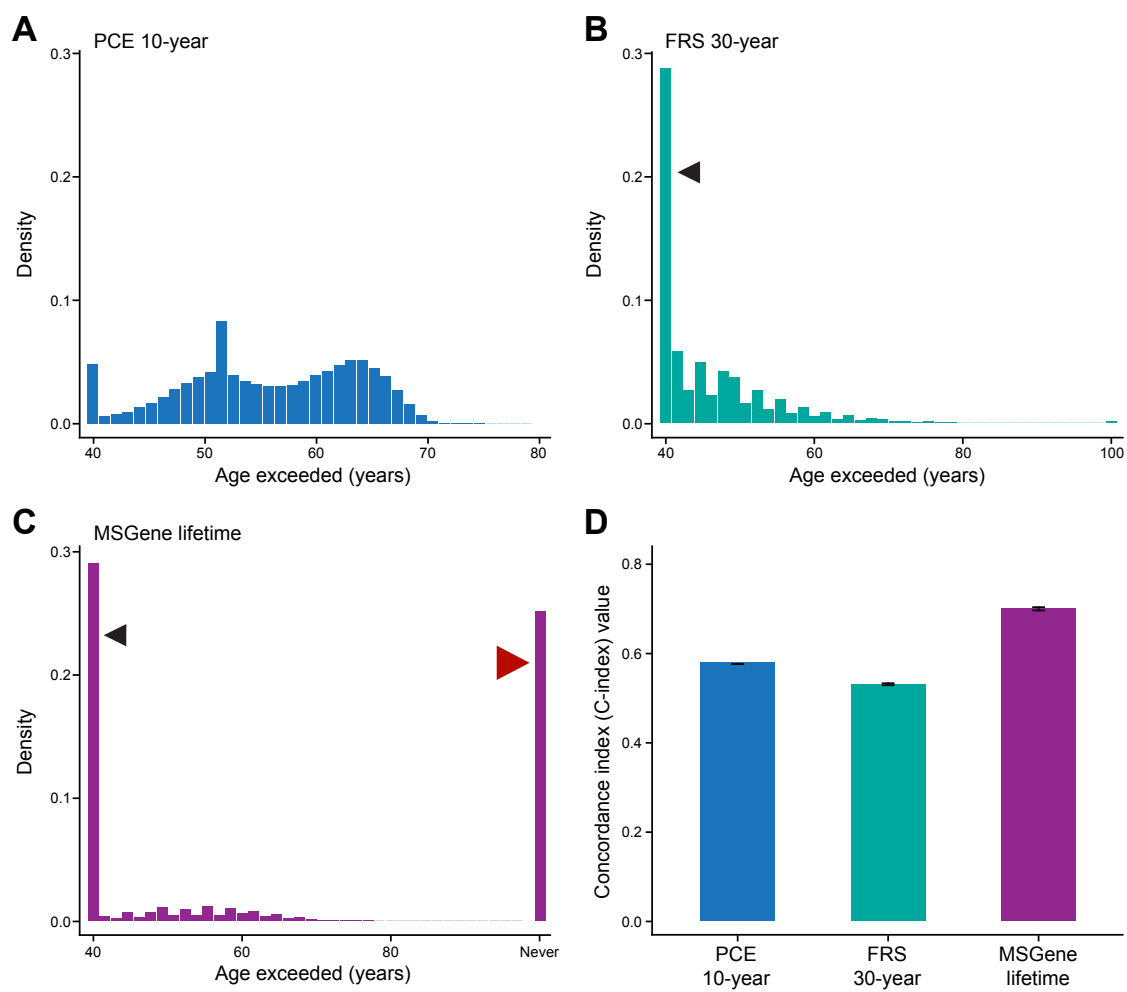 A
PCE 10-year
0.3
0.2
0.1
0.0
Density
40
50
60
70
80
Age exceeded (years)
B
FRS 30-year
0.3
0.2
0.1
0.0
Density
40
60
80
100
Age exceeded (years)
C
MSGene lifetime
0.3
0.2
0.1
0.0
Density
40
60
80
Never
Age exceeded (years)
D
0.8
0.6
0.4
0.2
0.0
Concordance index (C-index) value
PCE
10-year
FRS
30-year
MSGene
lifetime